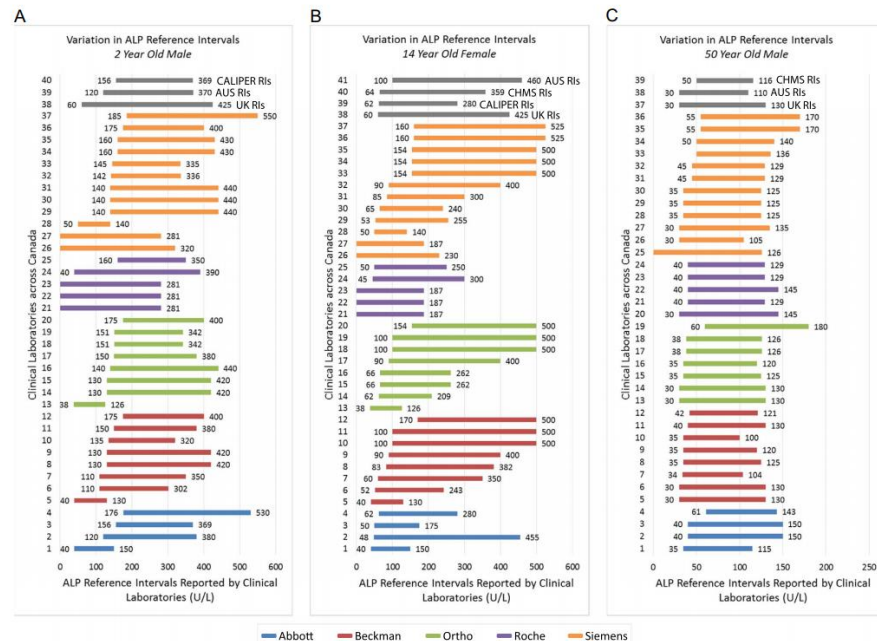 A
Variation in ALP Reference Intervals
2 Year Old Male
Clinical Laboratories across Canada
40 156 369 CALIPER RIs
39 120 370 AUS RIs
38 60 425 UK RIs
37 185 550
36 175 400
35 160 430
34 160 430
33 145 335
32 142 336
31 140 440
30 140 440
29 140 440
28 50 140
27 281
26 320
25 160 350
24 40 390
23 281
22 281
21 281
20 175 400
19 151 342
18 151 342
17 150 380
16 140 440
15 130 420
14 130 420
13 38 126
12 175 400
11 150 380
10 135 320
9 130 420
8 130 420
7 110 350
6 110 302
5 40 130
4 176 530
3 156 369
2 120 380
1 40 150
0 100 200 300 400 500 600
ALP Reference Intervals Reported by Clinical
Laboratories (U/L)
B
Variation in ALP Reference Intervals
14 Year Old Female
Clinical Laboratories across Canada
41 100 460 AUS RIs
40 64 359 CHMS RIs
39 62 280 CALIPER RIs
38 60 425 UK RIs
37 160 525
36 160 525
35 154 500
34 154 500
33 154 500
32 90 400
31 85 300
30 65 240
29 53 255
28 50 140
27 187
26 230
25 50 250
24 45 300
23 187
22 187
21 187
20 154 500
19 100 500
18 100 500
17 90 400
16 66 262
15 66 262
14 62 209
13 38 126
12 170 500
11 100 500
10 100 500
9 90 400
8 83 382
7 60 350
6 52 243
5 40 130
4 62 280
3 50 175
2 48 455
1 40 150
0 100 200 300 400 500 600
ALP Reference Intervals Reported by Clinical
Laboratories (U/L)
C
Variation in ALP Reference Intervals
50 Year Old Male
Clinical Laboratories across Canada
39 50 116 CHMS RIs
38 30 110 AUS RIs
37 30 130 UK RIs
36 55 170
35 55 170
34 50 140
33 136
32 45 129
31 45 129
30 35 125
29 35 125
28 35 125
27 30 135
26 30 105
25 126
24 40 129
23 40 129
22 40 145
21 40 129
20 30 145
19 60 180
18 38 126
17 38 126
16 35 120
15 35 125
14 30 130
13 30 130
12 42 121
11 40 130
10 35 100
9 35 120
8 35 125
7 34 104
6 30 130
5 30 130
4 61 143
3 40 150
2 40 150
1 35 115
0 50 100 150 200 250
ALP Reference Intervals Reported by Clinical
Laboratories (U/L)
Abbott Beckman Ortho Roche Siemens